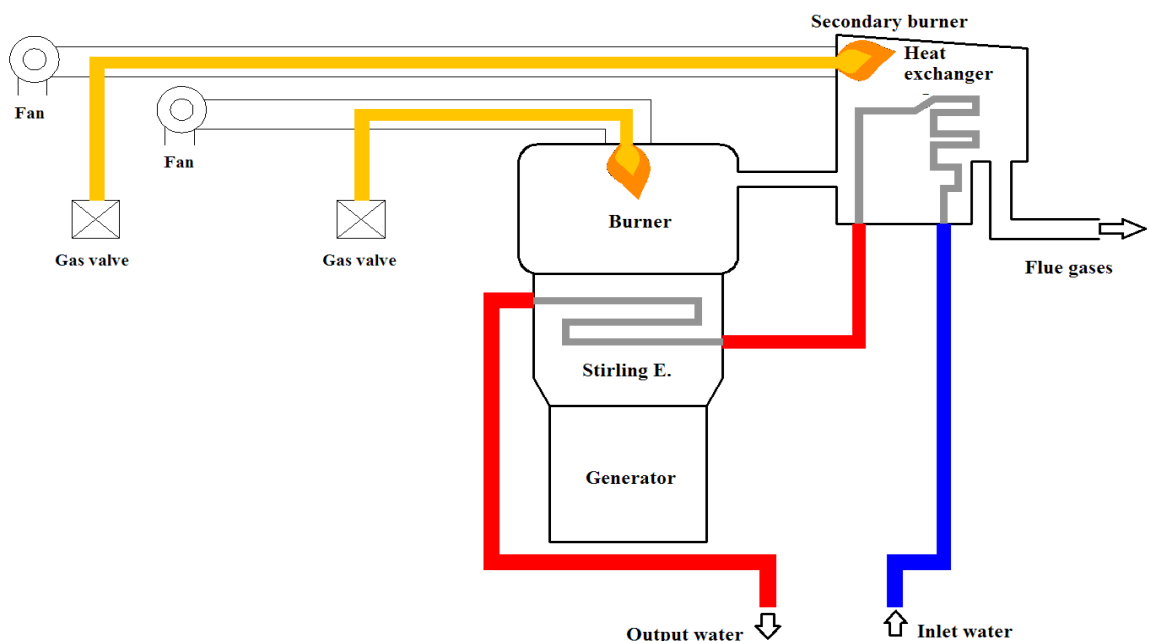 Secondary burner
Heat
exchanger
Fan
Fan
Burner
Gas valve
Gas valve
Flue gases
Stirling E.
Generator
Output water
Inlet water